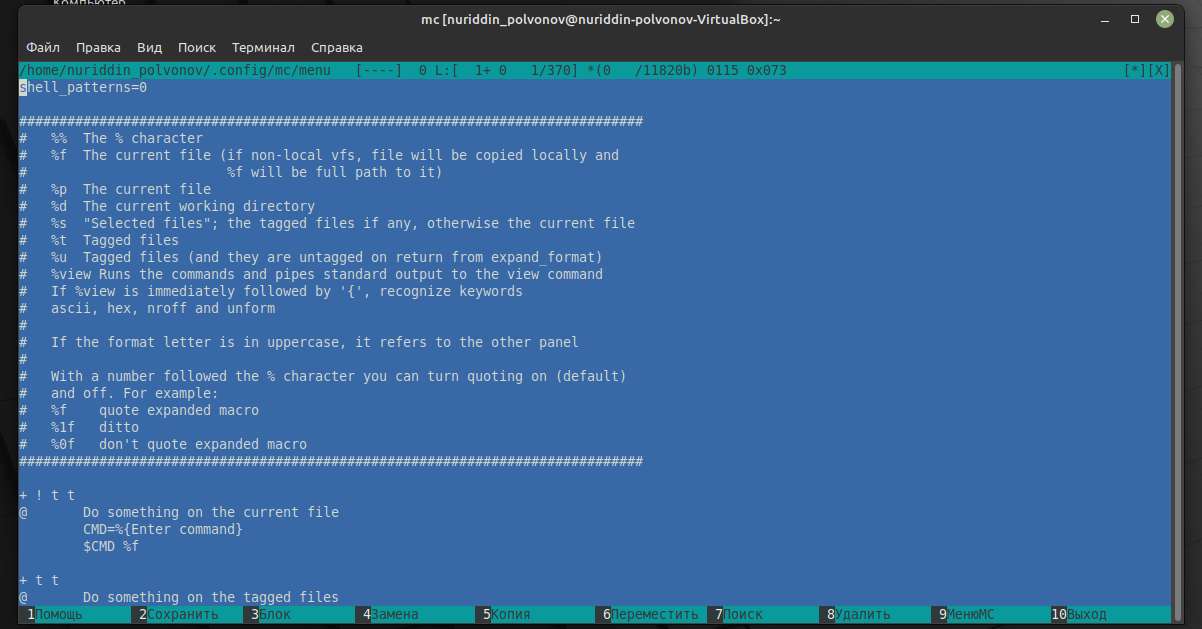 Компьютер
mc [nuriddin_polvonov@nuriddin-polvonov-VirtualBox]:~
Файл Правка Вид Поиск Терминал Справка
/home/nuriddin_polvonov/.config/mc/menu [----] 0 L:[ 1+ 0 1/370] *(0 /11820b) 0115 0x073 [*][X]
shell_patterns=0
##############################################################################
# %% The % character
# %f The current file (if non-local vfs, file will be copied locally and
# %f will be full path to it)
# %p The current file
# %d The current working directory
# %s "Selected files"; the tagged files if any, otherwise the current file
# %t Tagged files
# %u Tagged files (and they are untagged on return from expand_format)
# %view Runs the commands and pipes standard output to the view command
# If %view is immediately followed by '{', recognize keywords
# ascii, hex, nroff and unform
#
# If the format letter is in uppercase, it refers to the other panel
#
# With a number followed the % character you can turn quoting on (default)
# and off. For example:
# %f quote expanded macro
# %1f ditto
# %0f don't quote expanded macro
##############################################################################
+ ! t t
@ Do something on the current file
CMD=%{Enter command}
$CMD %f
+ t t
@ Do something on the tagged files
1Помощь 2Сохранить 3Блок 4Замена 5Копия 6Переместить 7Поиск 8Удалить 9МенюМС 10Выход